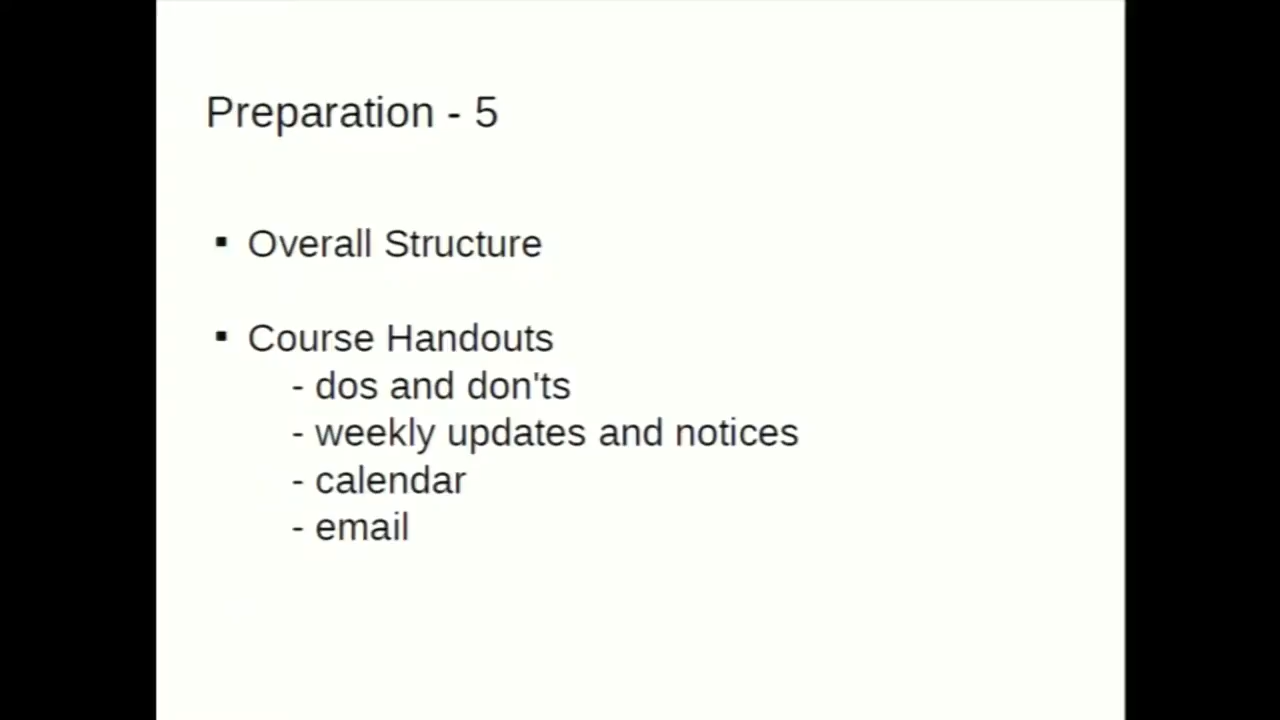 Preparation - 5
▪ Overall Structure
▪ Course Handouts
- dos and don'ts
- weekly updates and notices
- calendar
- email